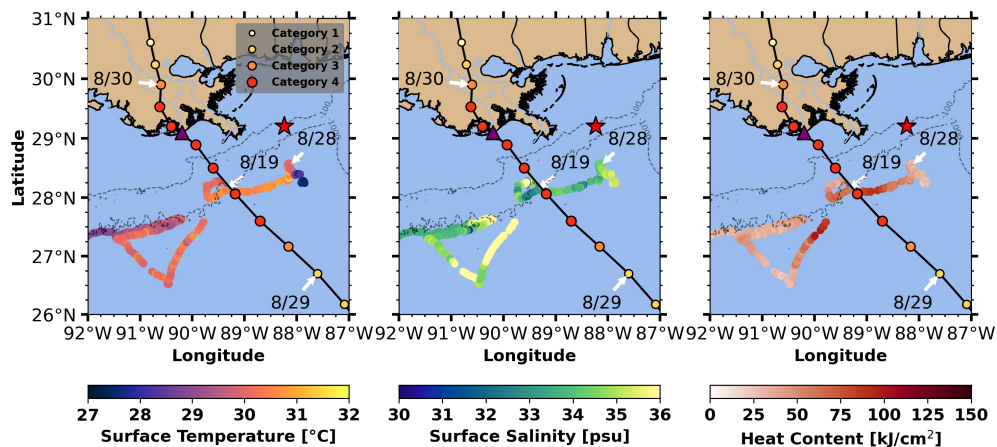 31°N
30°N
29°N
28°N
27°N
26°N
Latitude
Category 1
Category 2
Category 3
Category 4
8/30
8/28
8/19
8/29
100
92°W 91°W 90°W 89°W 88°W 87°W
Longitude
8/30
8/28
8/19
8/29
100
92°W 91°W 90°W 89°W 88°W 87°W
Longitude
8/30
8/28
8/19
8/29
100
92°W 91°W 90°W 89°W 88°W 87°W
Longitude
27 28 29 30 31 32
Surface Temperature [°C]
30 31 32 33 34 35 36
Surface Salinity [psu]
0 25 50 75 100 125 150
Heat Content [kJ/cm²]